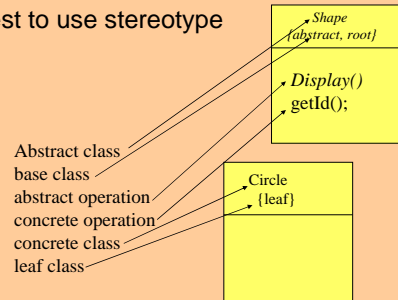 est to use stereotype
Shape
{abstract, root}
Display()
getId();
Abstract class
base class
abstract operation
concrete operation
concrete class
leaf class
Circle
{leaf}